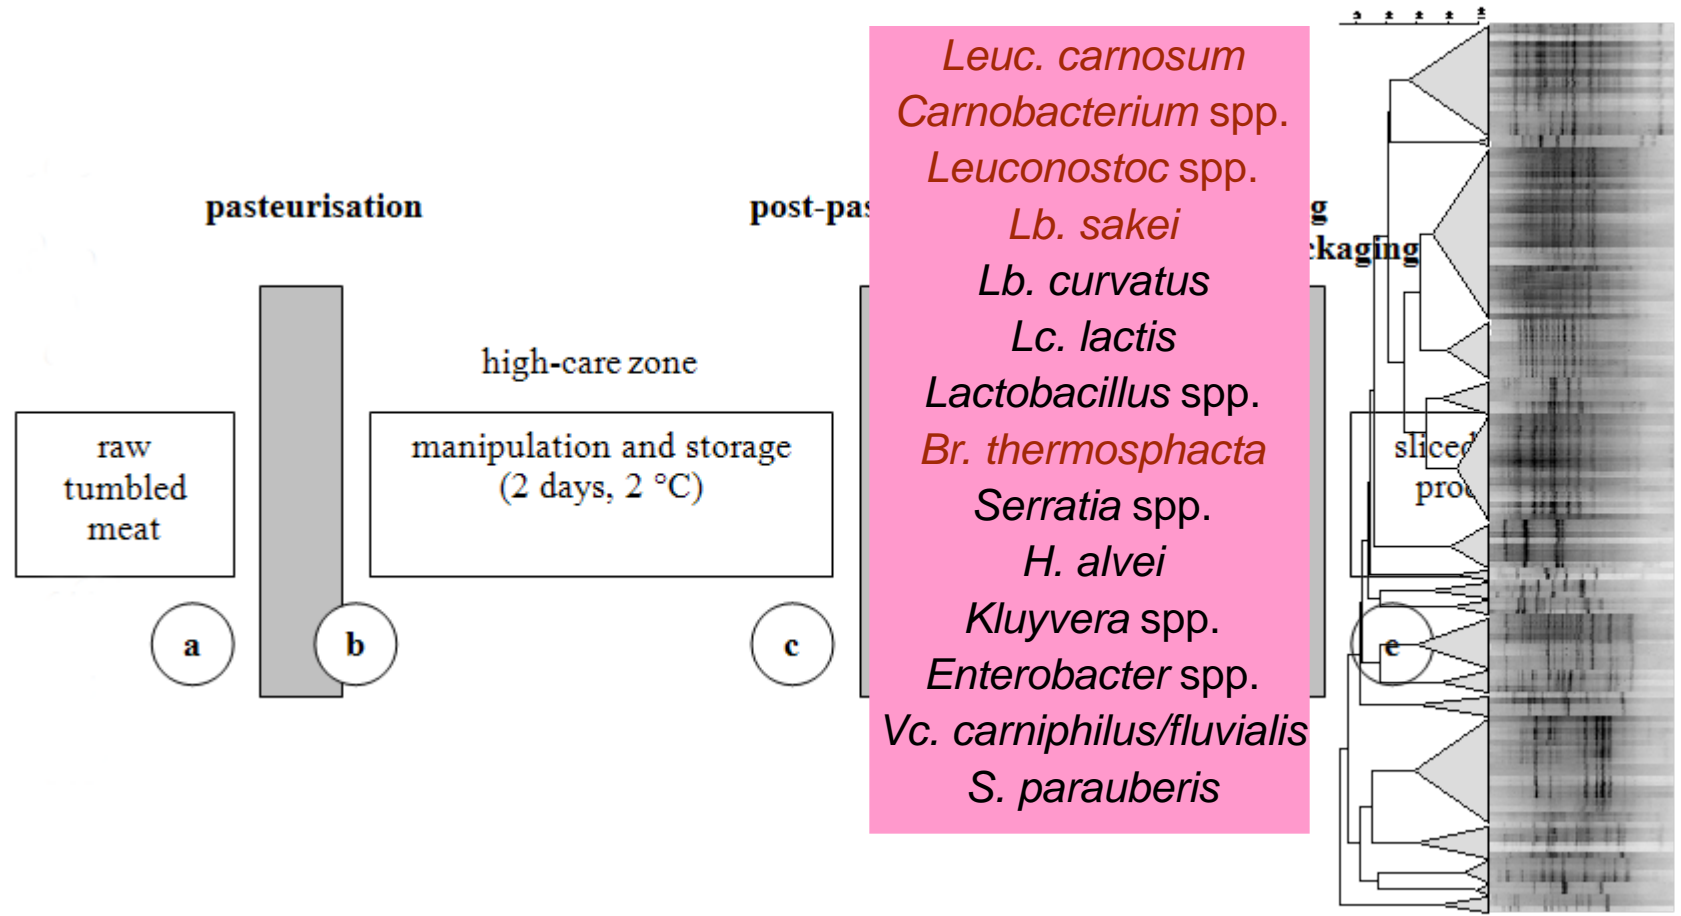 pasteurisation
post-pas
g
ckaging
high-care zone
raw
tumbled
meat
manipulation and storage
(2 days, 2 °C)
Leuc. carnosum
Carnobacterium spp.
Leuconostoc spp.
Lb. sakei
Lb. curvatus
Lc. lactis
Lactobacillus spp.
Br. thermosphacta
Serratia spp.
H. alvei
Kluyvera spp.
Enterobacter spp.
Vc. carniphilus/fluvialis
S. parauberis
sliced
proc
a
b
c
e